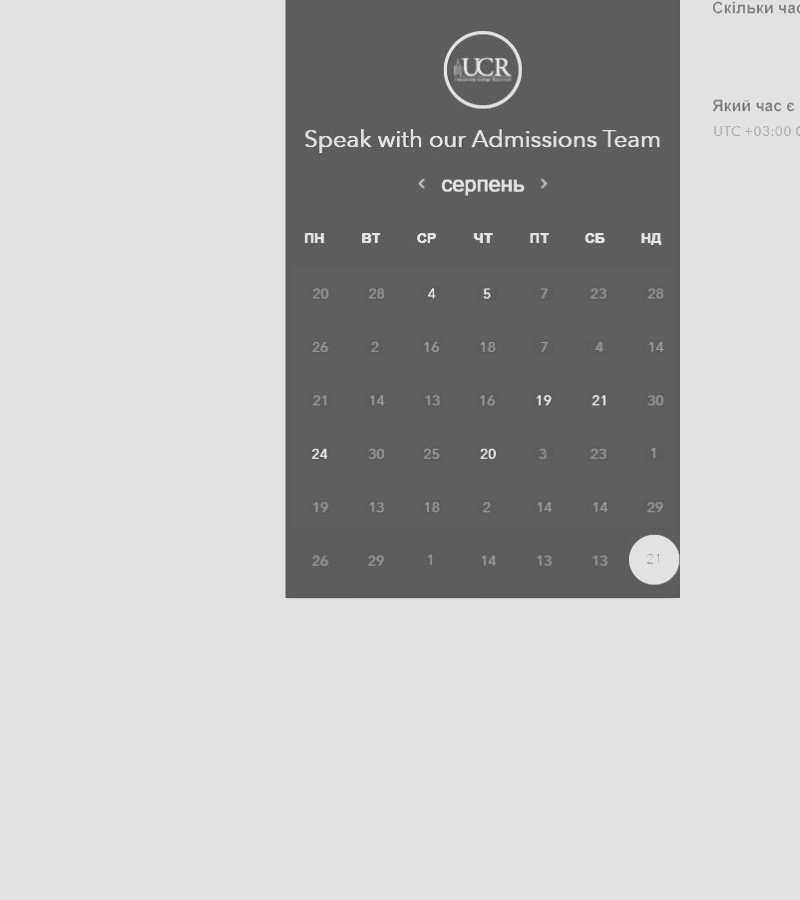 Скільки час
UCR
Speak with our Admissions Team
серпень
ПН ВТ СР ЧТ ПТ СБ НД
20 28 4 5 7 23 28
26 2 16 18 7 4 14
21 14 13 16 19 21 30
24 30 25 20 3 23 1
19 13 18 2 14 14 29
26 29 1 14 13 13 21
Який час є
UTC +03:00